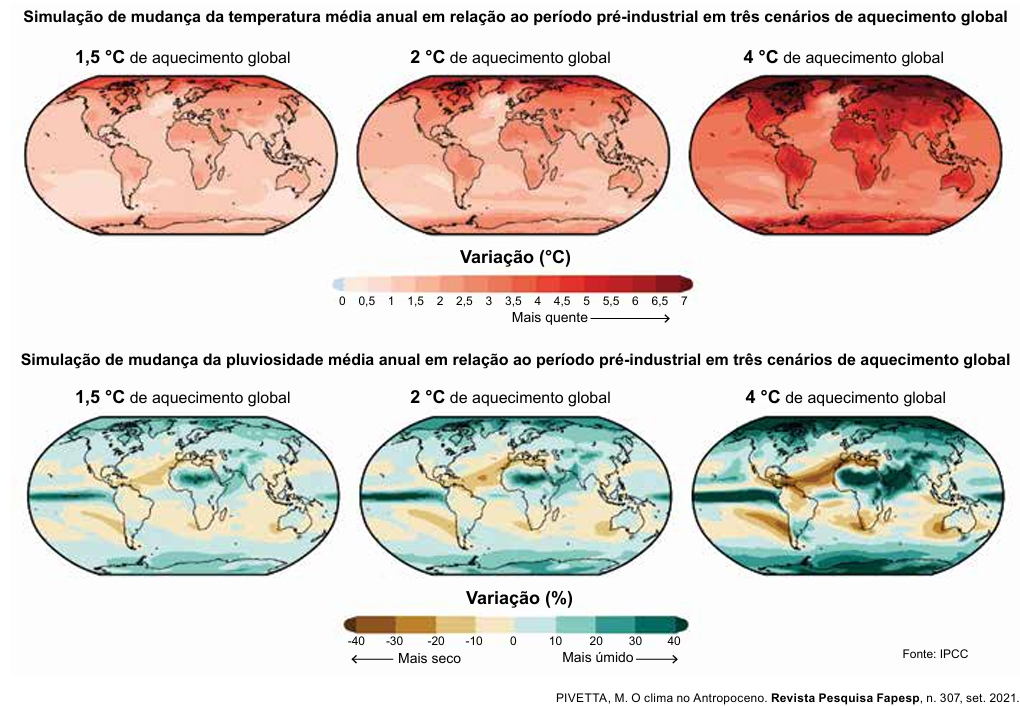 Simulação de mudança da temperatura média anual em relação ao período pré-industrial em três cenários de aquecimento global
1,5 °C de aquecimento global
2 °C de aquecimento global
4 °C de aquecimento global
Variação (°C)
0 0,5 1 1,5 2 2,5 3 3,5 4 4,5 5 5,5 6 6,5 7
Mais quente
Simulação de mudança da pluviosidade média anual em relação ao período pré-industrial em três cenários de aquecimento global
1,5 °C de aquecimento global
2 °C de aquecimento global
4 °C de aquecimento global
Variação (%)
-40 -30 -20 -10 0 10 20 30 40
Mais seco
Mais úmido
Fonte: IPCC
PIVETTA, M. O clima no Antropoceno. Revista Pesquisa Fapesp, n. 307, set. 2021.